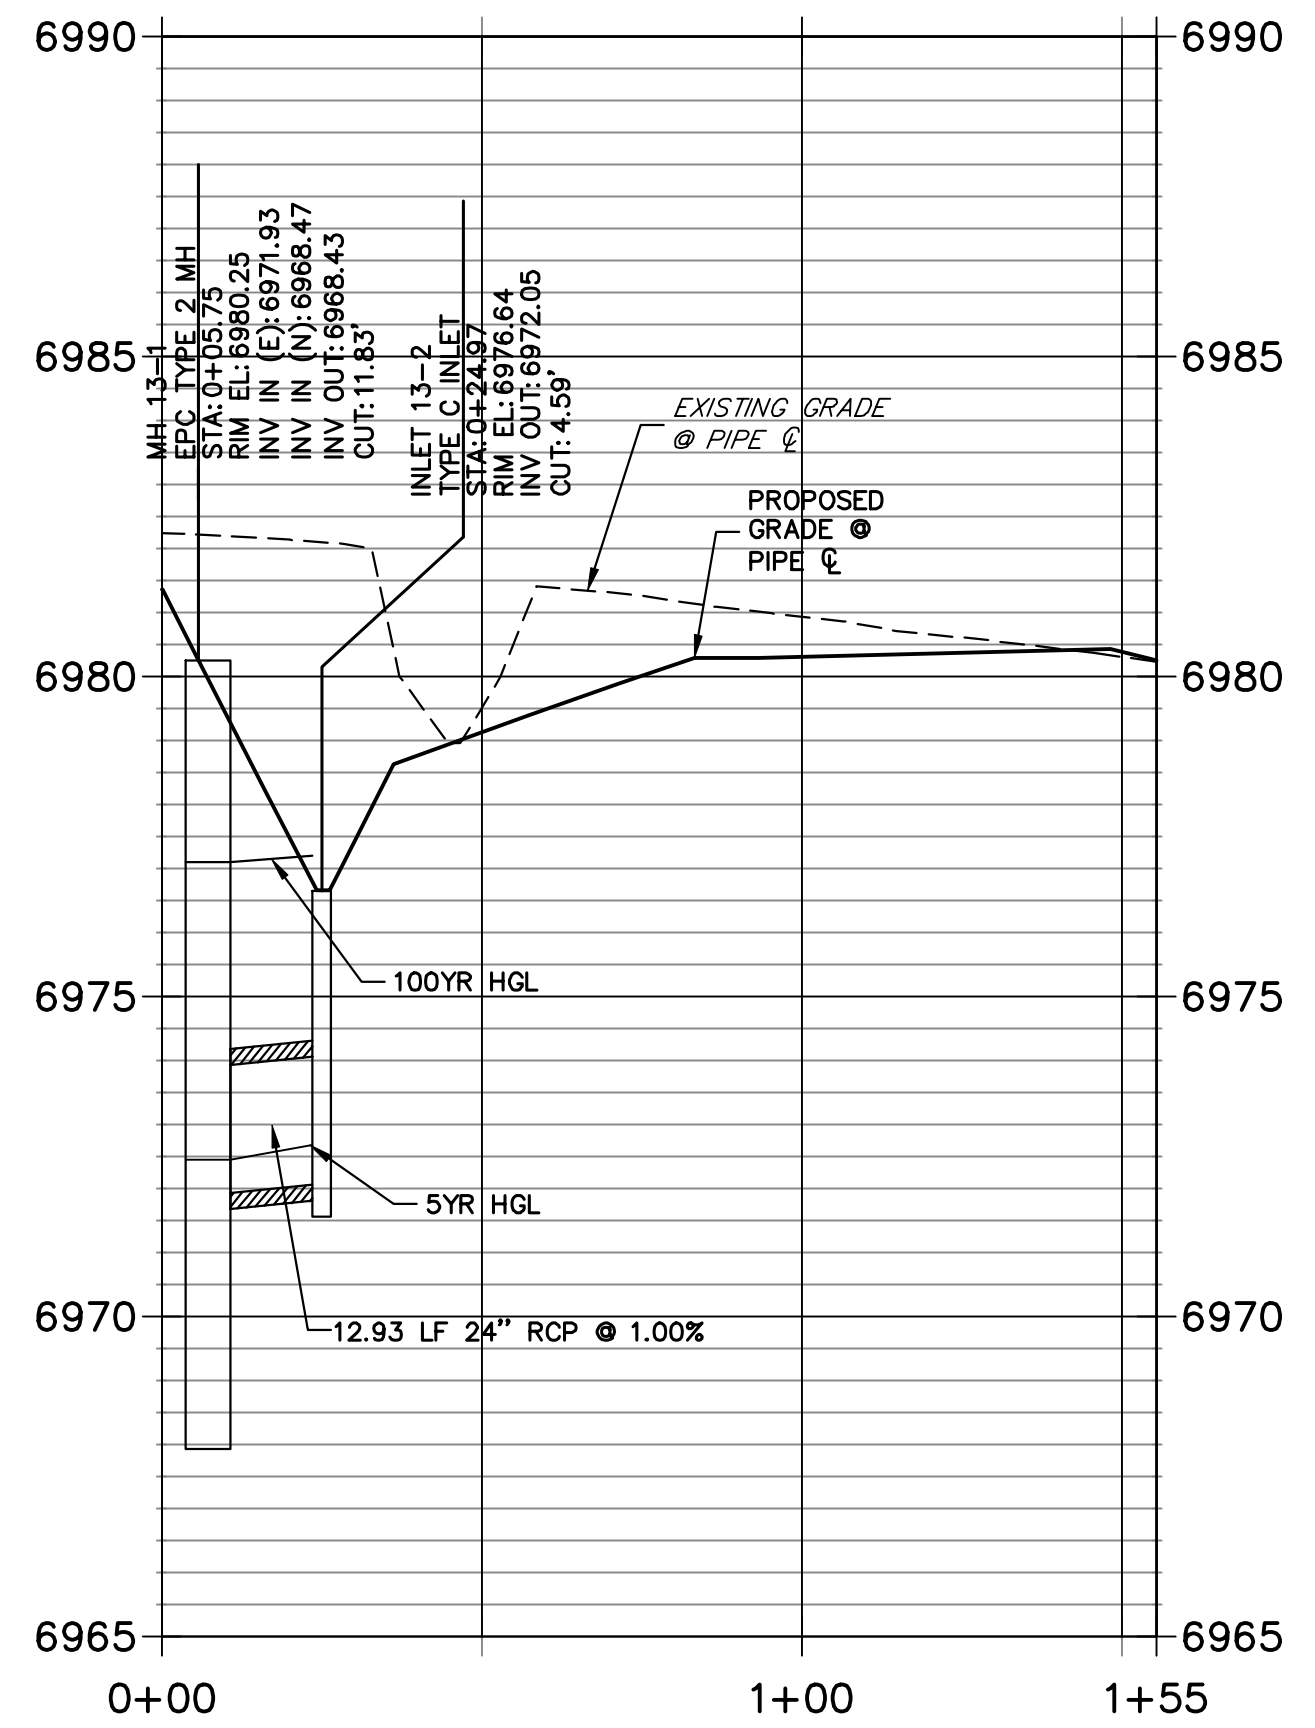 6990
6990
MH 13-1
EPC TYPE 2 MH
STA:0+05.75
RIM EL:6980.25
INV IN (E):6971.93
INV IN (N):6968.47
INV OUT:6968.43
CUT:11.83'
INLET 13-2
TYPE C INLET
STA:0+24.97
RIM EL:6976.64
INV OUT:6972.05
CUT:4.59'
6985
6985
EXISTING GRADE
@ PIPE ℄
PROPOSED
GRADE @
PIPE ℄
6980
6980
100YR HGL
6975
6975
5YR HGL
6970
6970
12.93 LF 24" RCP @ 1.00%
6965
6965
0+00
1+00
1+55